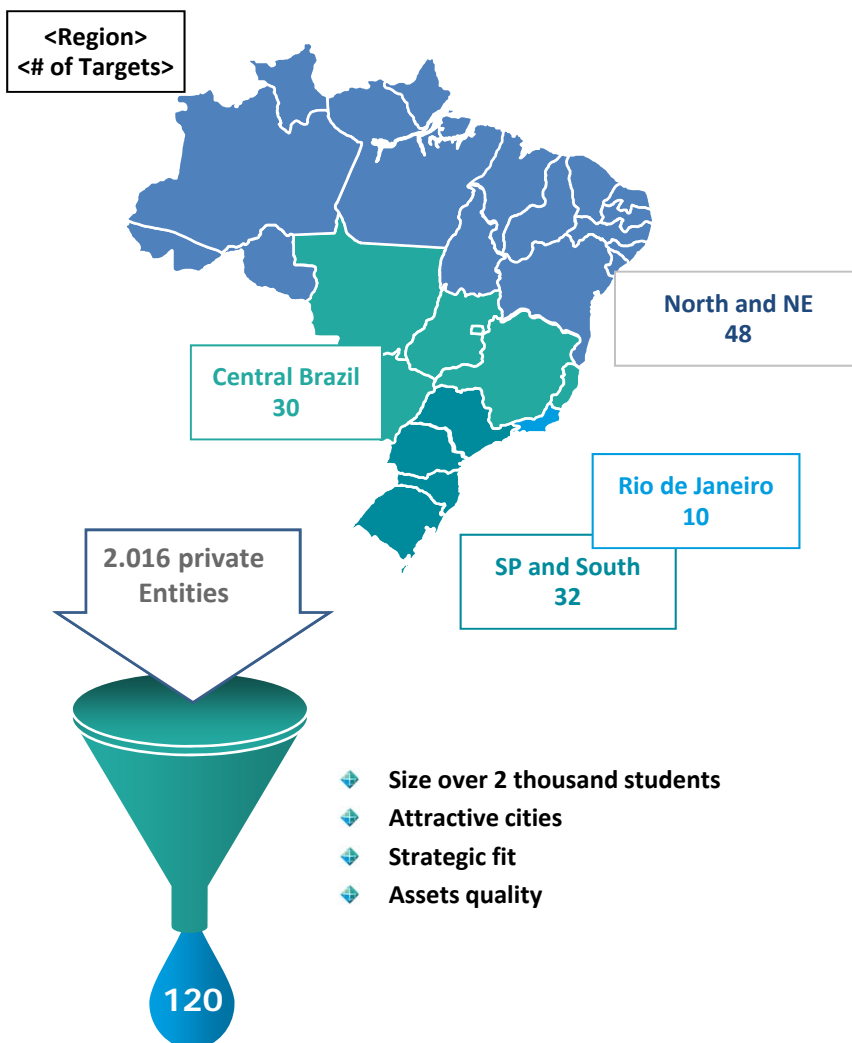 <Region>
<# of Targets>
North and NE
48
Central Brazil
30
Rio de Janeiro
10
SP and South
32
2.016 private
Entities
Size over 2 thousand students
Attractive cities
Strategic fit
Assets quality
120